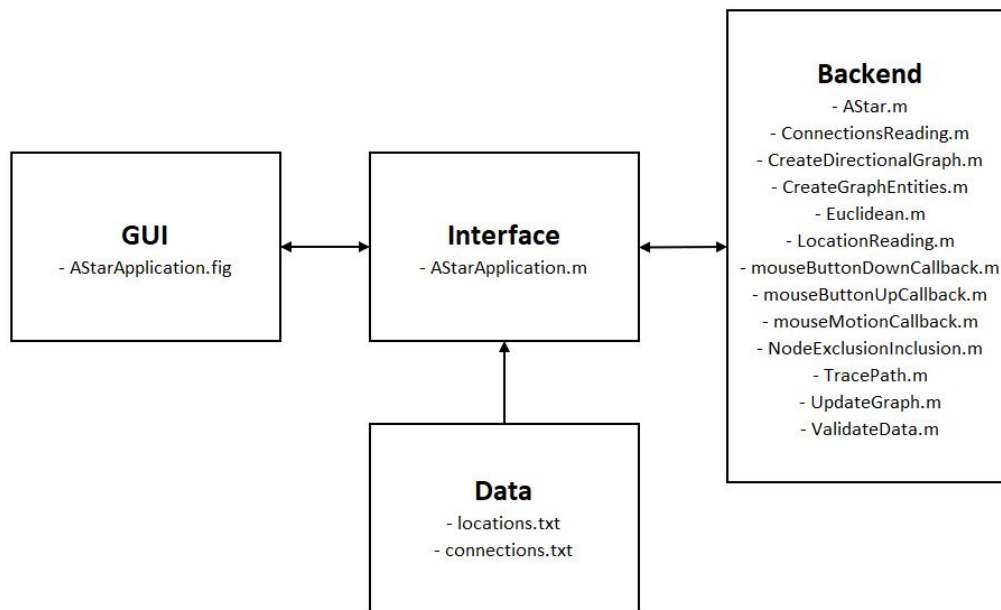 GUI
- AStarApplication.fig
Interface
- AStarApplication.m
Backend
- AStar.m
- ConnectionsReading.m
- CreateDirectionalGraph.m
- CreateGraphEntities.m
- Euclidean.m
- LocationReading.m
- mouseButtonDownCallback.m
- mouseButtonUpCallback.m
- mouseMotionCallback.m
- NodeExclusionInclusion.m
- TracePath.m
- UpdateGraph.m
- ValidateData.m
Data
- locations.txt
- connections.txt